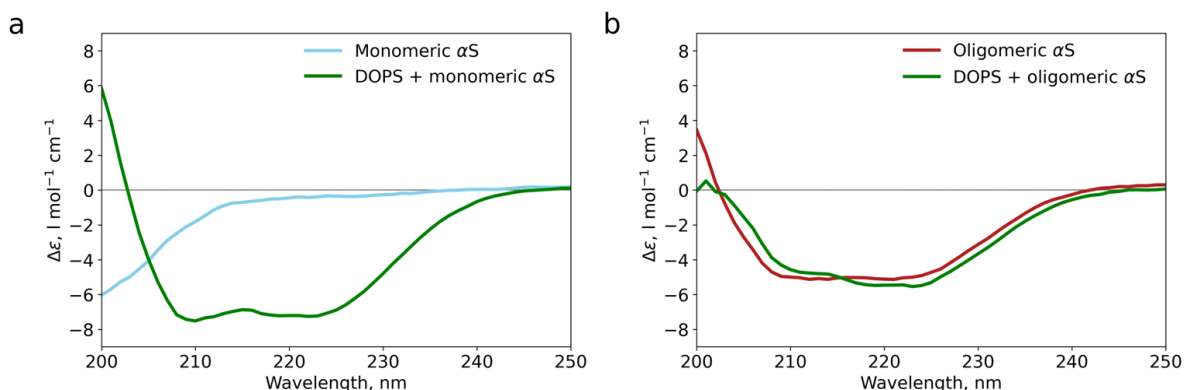 a
8
6
4
2
0
−2
−4
−6
−8
Δε, l mol⁻¹ cm⁻¹
Monomeric αS
DOPS + monomeric αS
200 210 220 230 240 250
Wavelength, nm
b
8
6
4
2
0
−2
−4
−6
−8
Δε, l mol⁻¹ cm⁻¹
Oligomeric αS
DOPS + oligomeric αS
200 210 220 230 240 250
Wavelength, nm